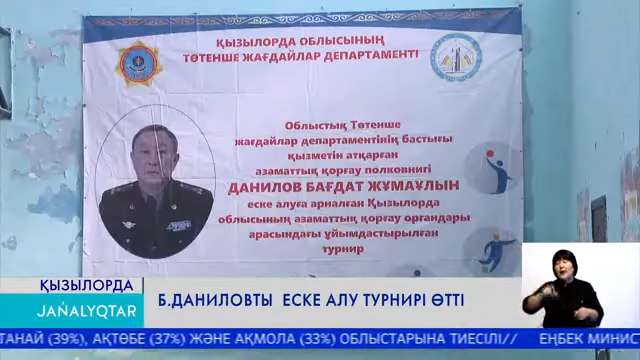 ҚЫЗЫЛОРДА ОБЛЫСЫНЫҢ
ТӨТЕНШЕ ЖАҒДАЙЛАР ДЕПАРТАМЕНТІ
Облыстық Төтенше
жағдайлар департаментінің бастығы
қызметін атқарған
азаматтық қорғау полковнигі
ДАНИЛОВ БАҒДАТ ЖҰМАҰЛЫН
еске алуға арналған Қызылорда
облысының азаматтық қорғау органдары
арасындағы ұйымдастырылған
турнир
ҚЫЗЫЛОРДА
JAŃALYQTAR
Б.ДАНИЛОВТЫ ЕСКЕ АЛУ ТУРНИРІ ӨТТІ
ТАНАЙ (39%), АҚТӨБЕ (37%) ЖӘНЕ АҚМОЛА (33%) ОБЛЫСТАРЫНА ТИЕСІЛІ// ЕҢБЕК МИНИС